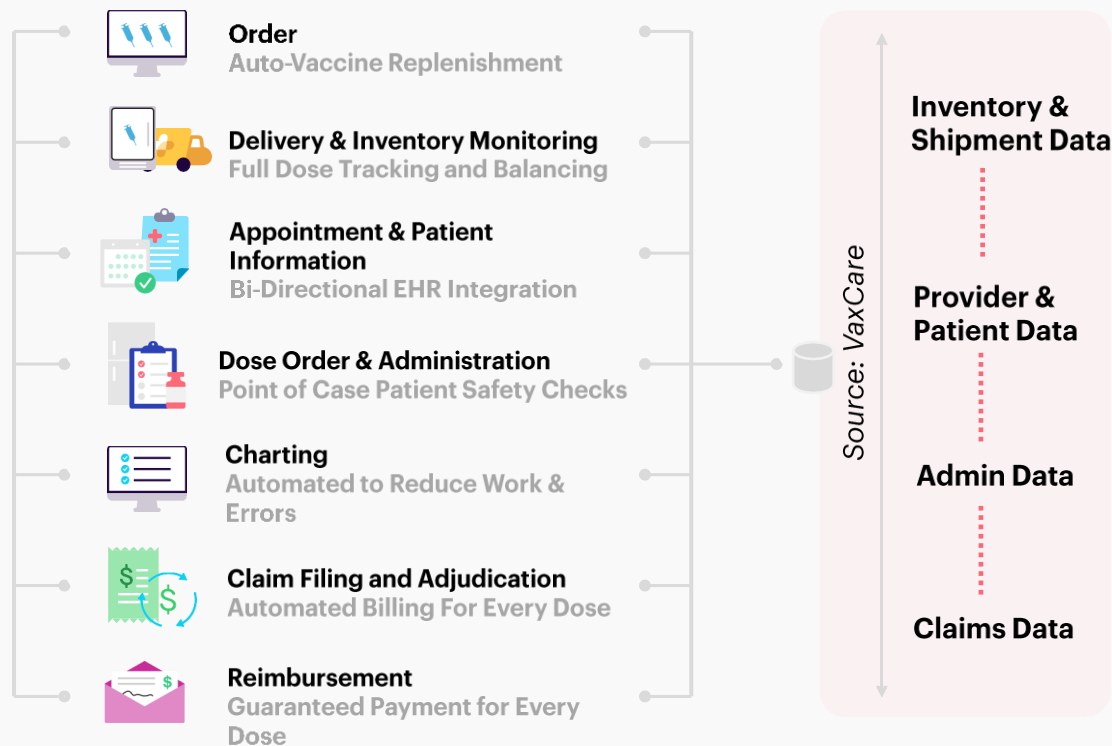 Order
Auto-Vaccine Replenishment
Delivery & Inventory Monitoring
Full Dose Tracking and Balancing
Appointment & Patient
Information
Bi-Directional EHR Integration
Dose Order & Administration
Point of Case Patient Safety Checks
Charting
Automated to Reduce Work &
Errors
$
$
Claim Filing and Adjudication
Automated Billing For Every Dose
$
Reimbursement
Guaranteed Payment for Every
Dose
Source: VaxCare
Inventory &
Shipment Data
Provider &
Patient Data
Admin Data
Claims Data